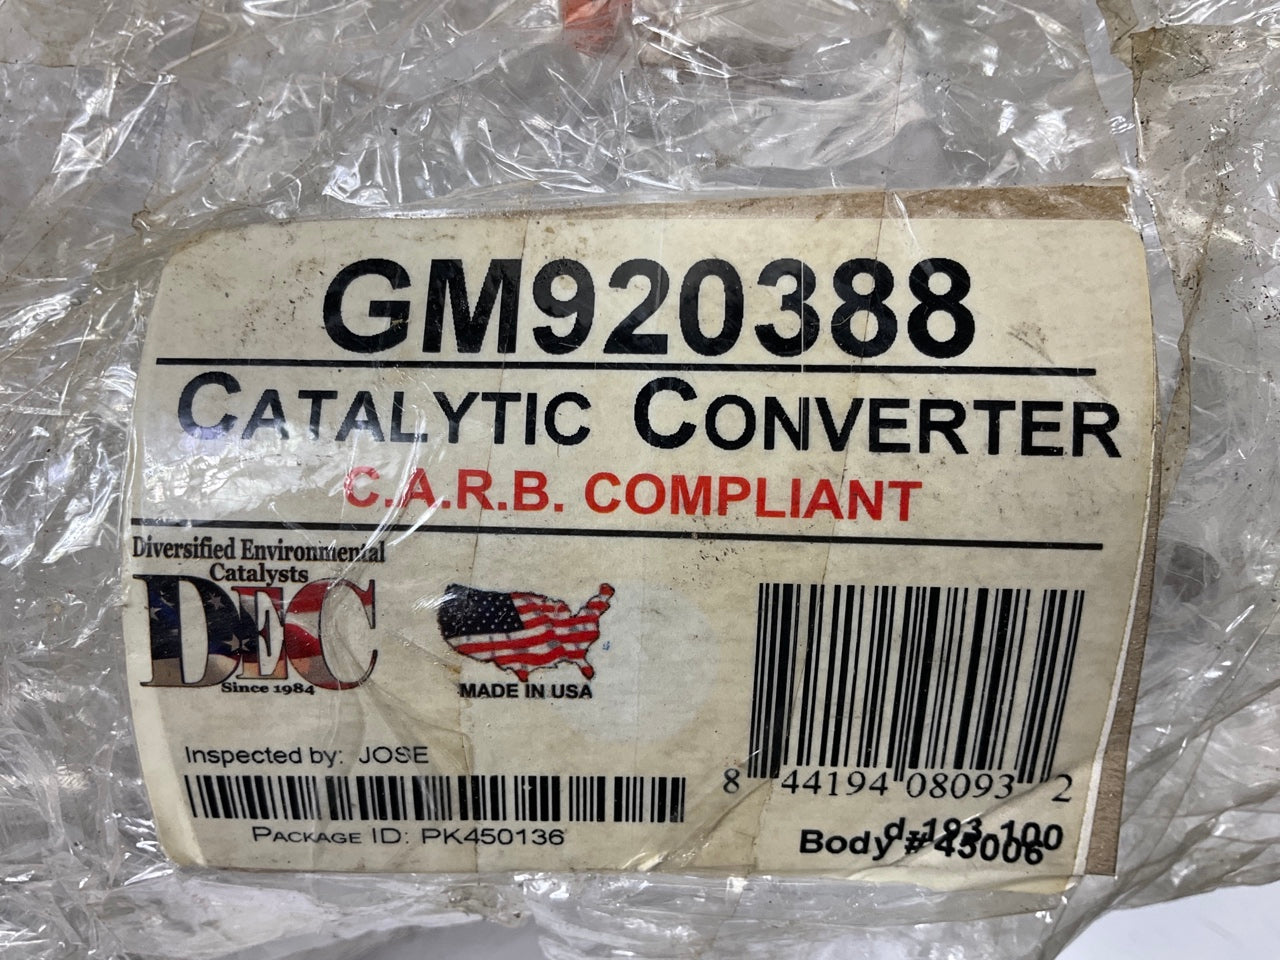 GM920388
CATALYTIC CONVERTER
C.A.R.B. COMPLIANT
Diversified Environmental
Catalysts
DEC
Since 1984
MADE IN USA
Inspected by: JOSE
PACKAGE ID: PK450136
8 44194 08093 2
Body #